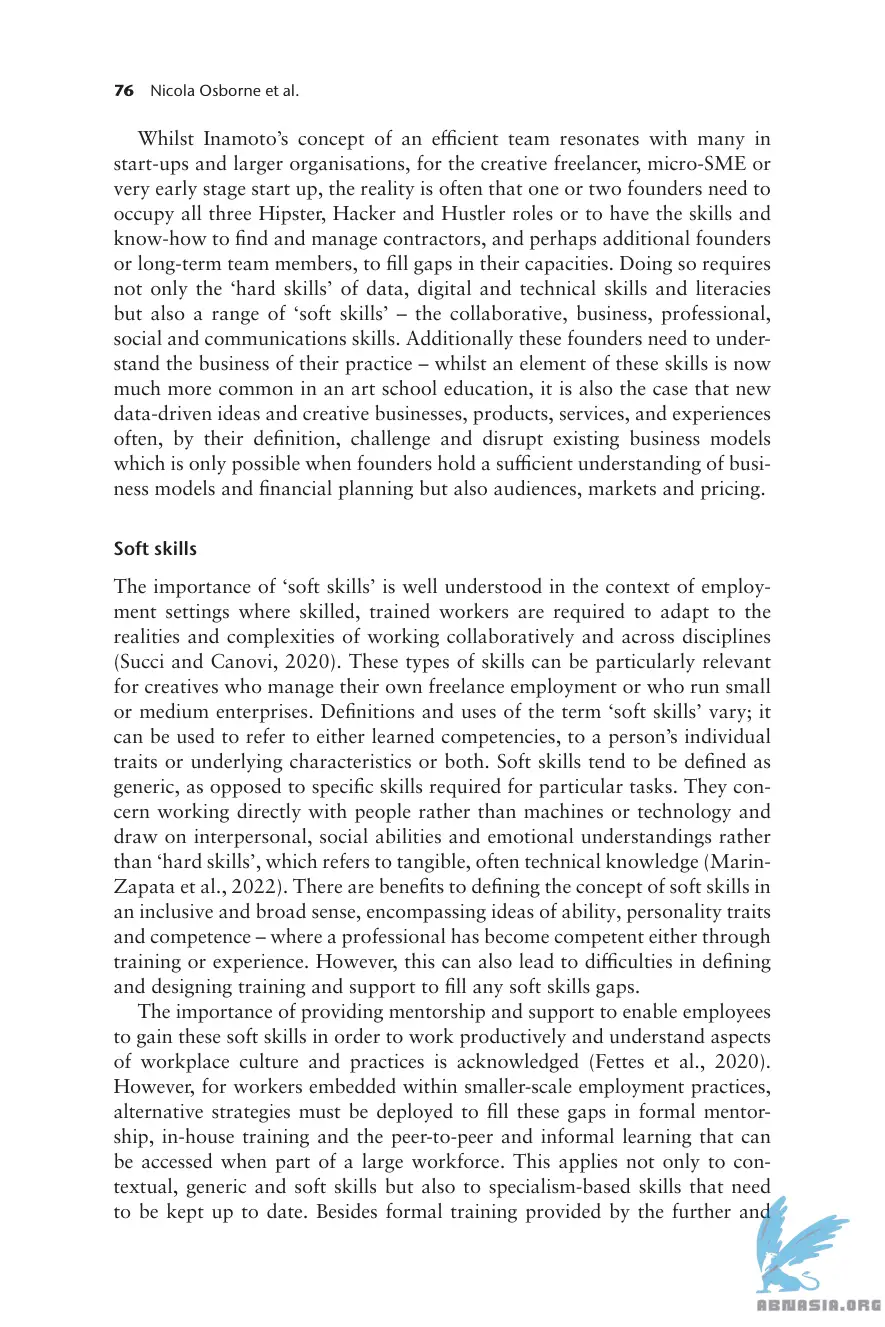 76 Nicola Osborne et al.
Whilst Inamoto’s concept of an efficient team resonates with many in
start-ups and larger organisations, for the creative freelancer, micro-SME or
very early stage start up, the reality is often that one or two founders need to
occupy all three Hipster, Hacker and Hustler roles or to have the skills and
know-how to find and manage contractors, and perhaps additional founders
or long-term team members, to fill gaps in their capacities. Doing so requires
not only the ‘hard skills’ of data, digital and technical skills and literacies
but also a range of ‘soft skills’ – the collaborative, business, professional,
social and communications skills. Additionally these founders need to under-
stand the business of their practice – whilst an element of these skills is now
much more common in an art school education, it is also the case that new
data-driven ideas and creative businesses, products, services, and experiences
often, by their definition, challenge and disrupt existing business models
which is only possible when founders hold a sufficient understanding of busi-
ness models and financial planning but also audiences, markets and pricing.
Soft skills
The importance of ‘soft skills’ is well understood in the context of employ-
ment settings where skilled, trained workers are required to adapt to the
realities and complexities of working collaboratively and across disciplines
(Succi and Canovi, 2020). These types of skills can be particularly relevant
for creatives who manage their own freelance employment or who run small
or medium enterprises. Definitions and uses of the term ‘soft skills’ vary; it
can be used to refer to either learned competencies, to a person’s individual
traits or underlying characteristics or both. Soft skills tend to be defined as
generic, as opposed to specific skills required for particular tasks. They con-
cern working directly with people rather than machines or technology and
draw on interpersonal, social abilities and emotional understandings rather
than ‘hard skills’, which refers to tangible, often technical knowledge (Marin-
Zapata et al., 2022). There are benefits to defining the concept of soft skills in
an inclusive and broad sense, encompassing ideas of ability, personality traits
and competence – where a professional has become competent either through
training or experience. However, this can also lead to difficulties in defining
and designing training and support to fill any soft skills gaps.
The importance of providing mentorship and support to enable employees
to gain these soft skills in order to work productively and understand aspects
of workplace culture and practices is acknowledged (Fettes et al., 2020).
However, for workers embedded within smaller-scale employment practices,
alternative strategies must be deployed to fill these gaps in formal mentor-
ship, in-house training and the peer-to-peer and informal learning that can
be accessed when part of a large workforce. This applies not only to con-
textual, generic and soft skills but also to specialism-based skills that need
to be kept up to date. Besides formal training provided by the further and
ABNASIA.ORG